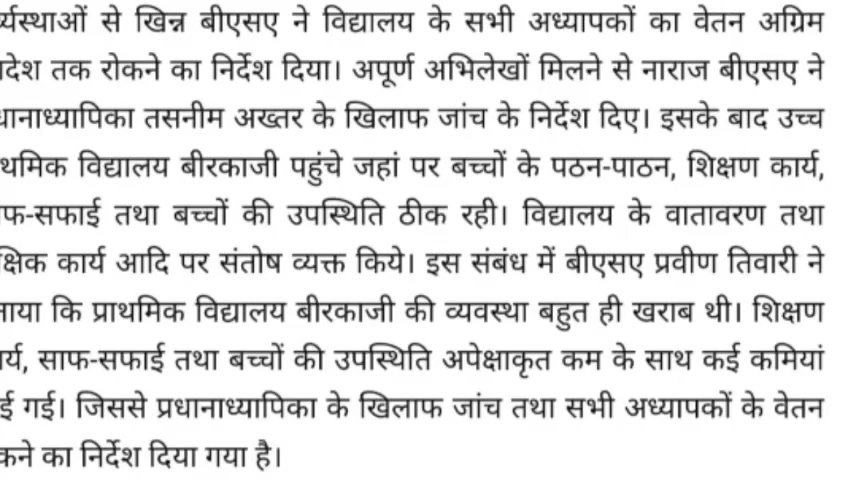 र्व्यस्थाओं से खिन्न बीएसए ने विद्यालय के सभी अध्यापकों का वेतन अग्रिम
देश तक रोकने का निर्देश दिया। अपूर्ण अभिलेखों मिलने से नाराज बीएसए ने
धानाध्यापिका तसनीम अख्तर के खिलाफ जांच के निर्देश दिए। इसके बाद उच्च
थमिक विद्यालय बीरकाजी पहुंचे जहां पर बच्चों के पठन-पाठन, शिक्षण कार्य,
फ-सफाई तथा बच्चों की उपस्थिति ठीक रही। विद्यालय के वातावरण तथा
क्षिक कार्य आदि पर संतोष व्यक्त किये। इस संबंध में बीएसए प्रवीण तिवारी ने
ताया कि प्राथमिक विद्यालय बीरकाजी की व्यवस्था बहुत ही खराब थी। शिक्षण
र्य, साफ-सफाई तथा बच्चों की उपस्थिति अपेक्षाकृत कम के साथ कई कमियां
ई गई। जिससे प्रधानाध्यापिका के खिलाफ जांच तथा सभी अध्यापकों के वेतन
कने का निर्देश दिया गया है।